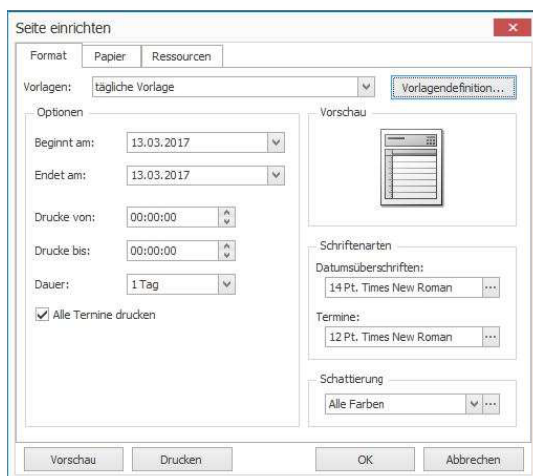 Seite einrichten
Format Papier Ressourcen
Vorlagen: tägliche Vorlage Vorlagendefinition...
Optionen
Beginnt am: 13.03.2017
Endet am: 13.03.2017
Drucke von: 00:00:00
Drucke bis: 00:00:00
Dauer: 1 Tag
Alle Termine drucken
Vorschau
Schriftenarten
Datumsüberschriften:
14 Pt. Times New Roman ...
Termine:
12 Pt. Times New Roman ...
Schattierung
Alle Farben ...
Vorschau Drucken OK Abbrechen